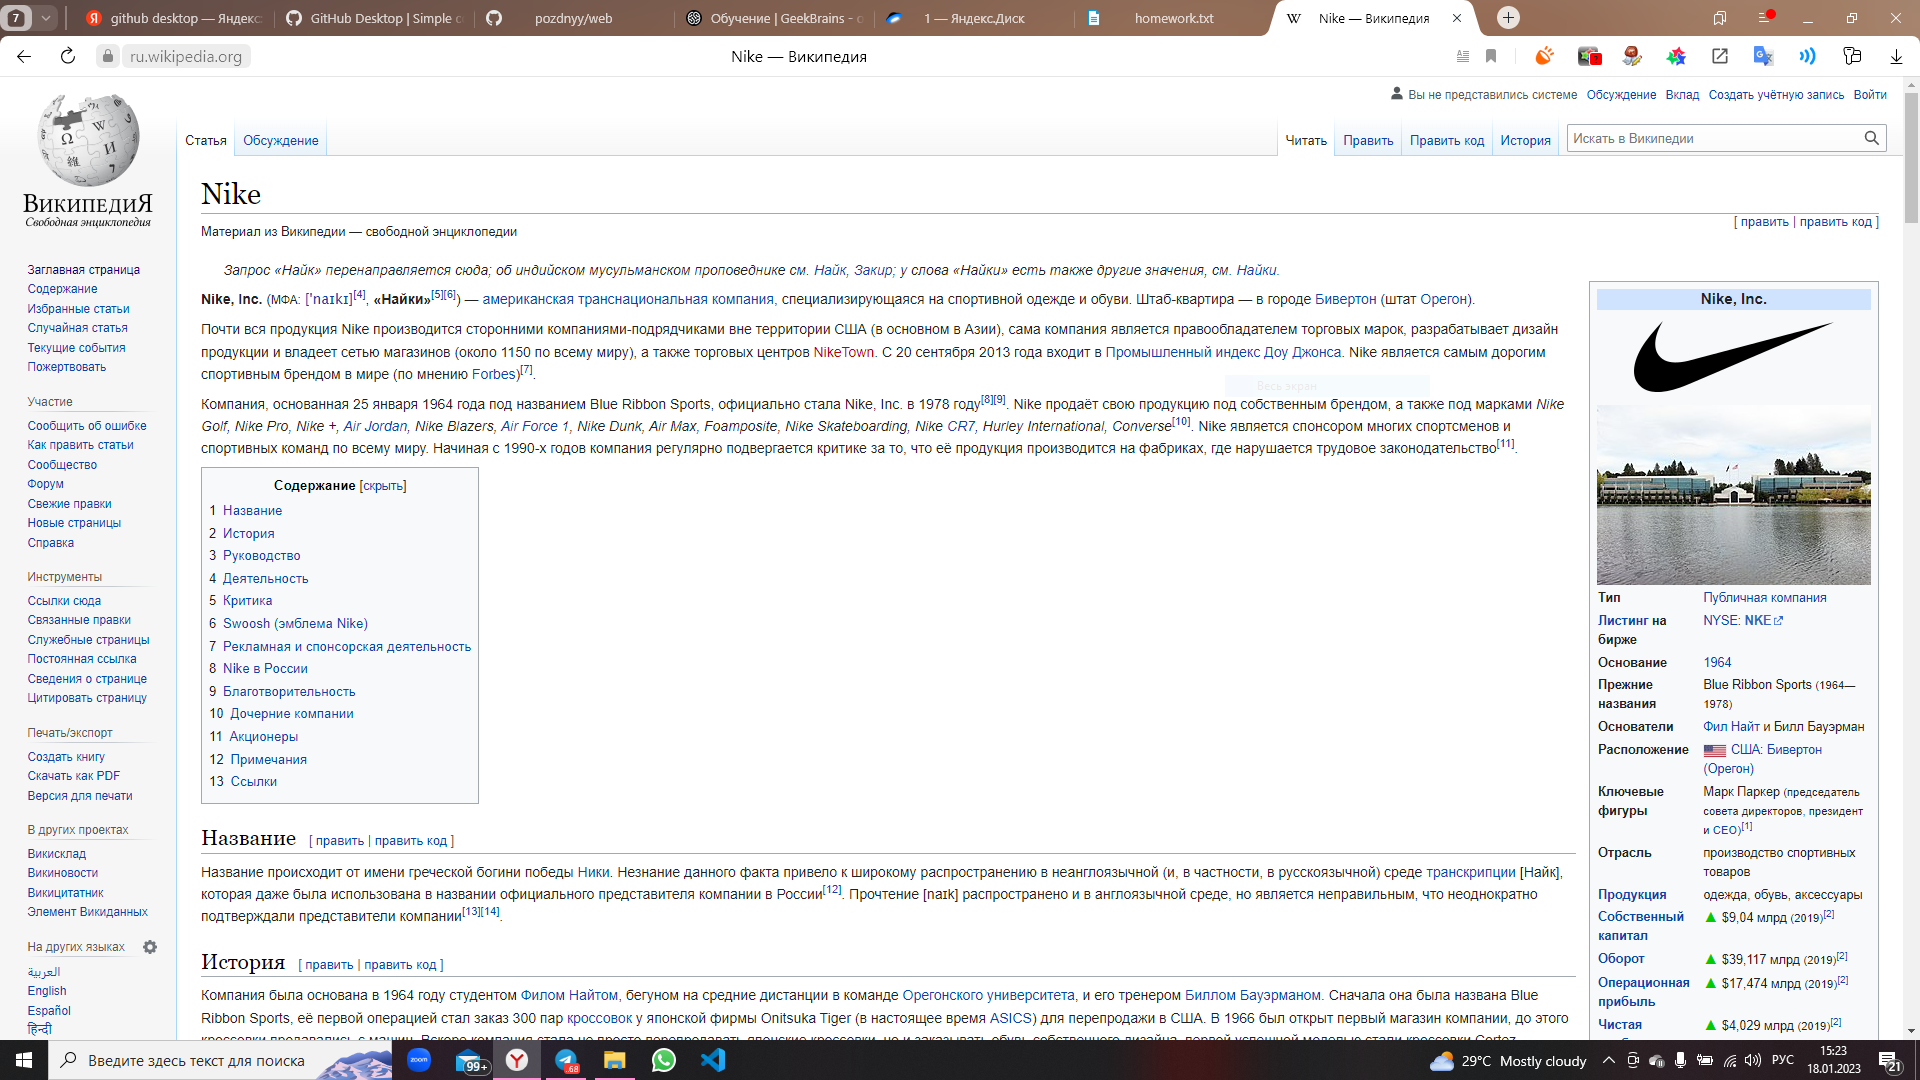 7
github desktop — Яндекс
GitHub Desktop | Simple c
pozdnyy/web
Обучение | GeekBrains - о
1 — Яндекс.Диск
homework.txt
Nike — Википедия
ru.wikipedia.org
Nike — Википедия
Вы не представились системе Обсуждение Вклад Создать учётную запись Войти
Статья Обсуждение
Читать Править Править код История Искать в Википедии
ВикипедиЯ
Свободная энциклопедия
Заглавная страница
Содержание
Избранные статьи
Случайная статья
Текущие события
Пожертвовать
Участие
Сообщить об ошибке
Как править статьи
Сообщество
Форум
Свежие правки
Новые страницы
Справка
Инструменты
Ссылки сюда
Связанные правки
Служебные страницы
Постоянная ссылка
Сведения о странице
Цитировать страницу
Печать/экспорт
Создать книгу
Скачать как PDF
Версия для печати
В других проектах
Викисклад
Викиновости
Викицитатник
Элемент Викиданных
На других языках
العربية
English
Español
हिन्दी
Nike
[ править | править код ]
Материал из Википедии — свободной энциклопедии
Запрос «Найк» перенаправляется сюда; об индийском мусульманском проповеднике см. Найк, Закир; у слова «Найки» есть также другие значения, см. Найки.
Nike, Inc. (МФА: [ˈnaɪkɪ][4], «Найки»[5][6]) — американская транснациональная компания, специализирующаяся на спортивной одежде и обуви. Штаб-квартира — в городе Бивертон (штат Орегон).
Почти вся продукция Nike производится сторонними компаниями-подрядчиками вне территории США (в основном в Азии), сама компания является правообладателем торговых марок, разрабатывает дизайн
продукции и владеет сетью магазинов (около 1150 по всему миру), а также торговых центров NikeTown. С 20 сентября 2013 года входит в Промышленный индекс Доу Джонса. Nike является самым дорогим
спортивным брендом в мире (по мнению Forbes)[7].
Весь экран
Компания, основанная 25 января 1964 года под названием Blue Ribbon Sports, официально стала Nike, Inc. в 1978 году[8][9]. Nike продаёт свою продукцию под собственным брендом, а также под марками Nike
Golf, Nike Pro, Nike +, Air Jordan, Nike Blazers, Air Force 1, Nike Dunk, Air Max, Foamposite, Nike Skateboarding, Nike CR7, Hurley International, Converse[10]. Nike является спонсором многих спортсменов и
спортивных команд по всему миру. Начиная с 1990-х годов компания регулярно подвергается критике за то, что её продукция производится на фабриках, где нарушается трудовое законодательство[11].
Содержание [скрыть]
1 Название
2 История
3 Руководство
4 Деятельность
5 Критика
6 Swoosh (эмблема Nike)
7 Рекламная и спонсорская деятельность
8 Nike в России
9 Благотворительность
10 Дочерние компании
11 Акционеры
12 Примечания
13 Ссылки
Название [ править | править код ]
Название происходит от имени греческой богини победы Ники. Незнание данного факта привело к широкому распространению в неанглоязычной (и, в частности, в русскоязычной) среде транскрипции [Найк],
которая даже была использована в названии официального представителя компании в России[12]. Прочтение [naɪk] распространено и в англоязычной среде, но является неправильным, что неоднократно
подтверждали представители компании[13][14].
История [ править | править код ]
Компания была основана в 1964 году студентом Филом Найтом, бегуном на средние дистанции в команде Орегонского университета, и его тренером Биллом Бауэрманом. Сначала она была названа Blue
Ribbon Sports, её первой операцией стал заказ 300 пар кроссовок у японской фирмы Onitsuka Tiger (в настоящее время ASICS) для перепродажи в США. В 1966 был открыт первый магазин компании, до этого
Nike, Inc.
Тип Публичная компания
Листинг на NYSE: NKE
бирже
Основание 1964
Прежние Blue Ribbon Sports (1964—
названия 1978)
Основатели Фил Найт и Билл Бауэрман
Расположение США: Бивертон
(Орегон)
Ключевые Марк Паркер (председатель
фигуры совета директоров, президент
и CEO)[1]
Отрасль производство спортивных
товаров
Продукция одежда, обувь, аксессуары
Собственный ▲ $9,04 млрд (2019)[2]
капитал
Оборот ▲ $39,117 млрд (2019)[2]
Операционная ▲ $17,474 млрд (2019)[2]
прибыль
Чистая ▲ $4,029 млрд (2019)[2]
Введите здесь текст для поиска
zoom
99+
.68
29°C Mostly cloudy
РУС
15:23
18.01.2023
21